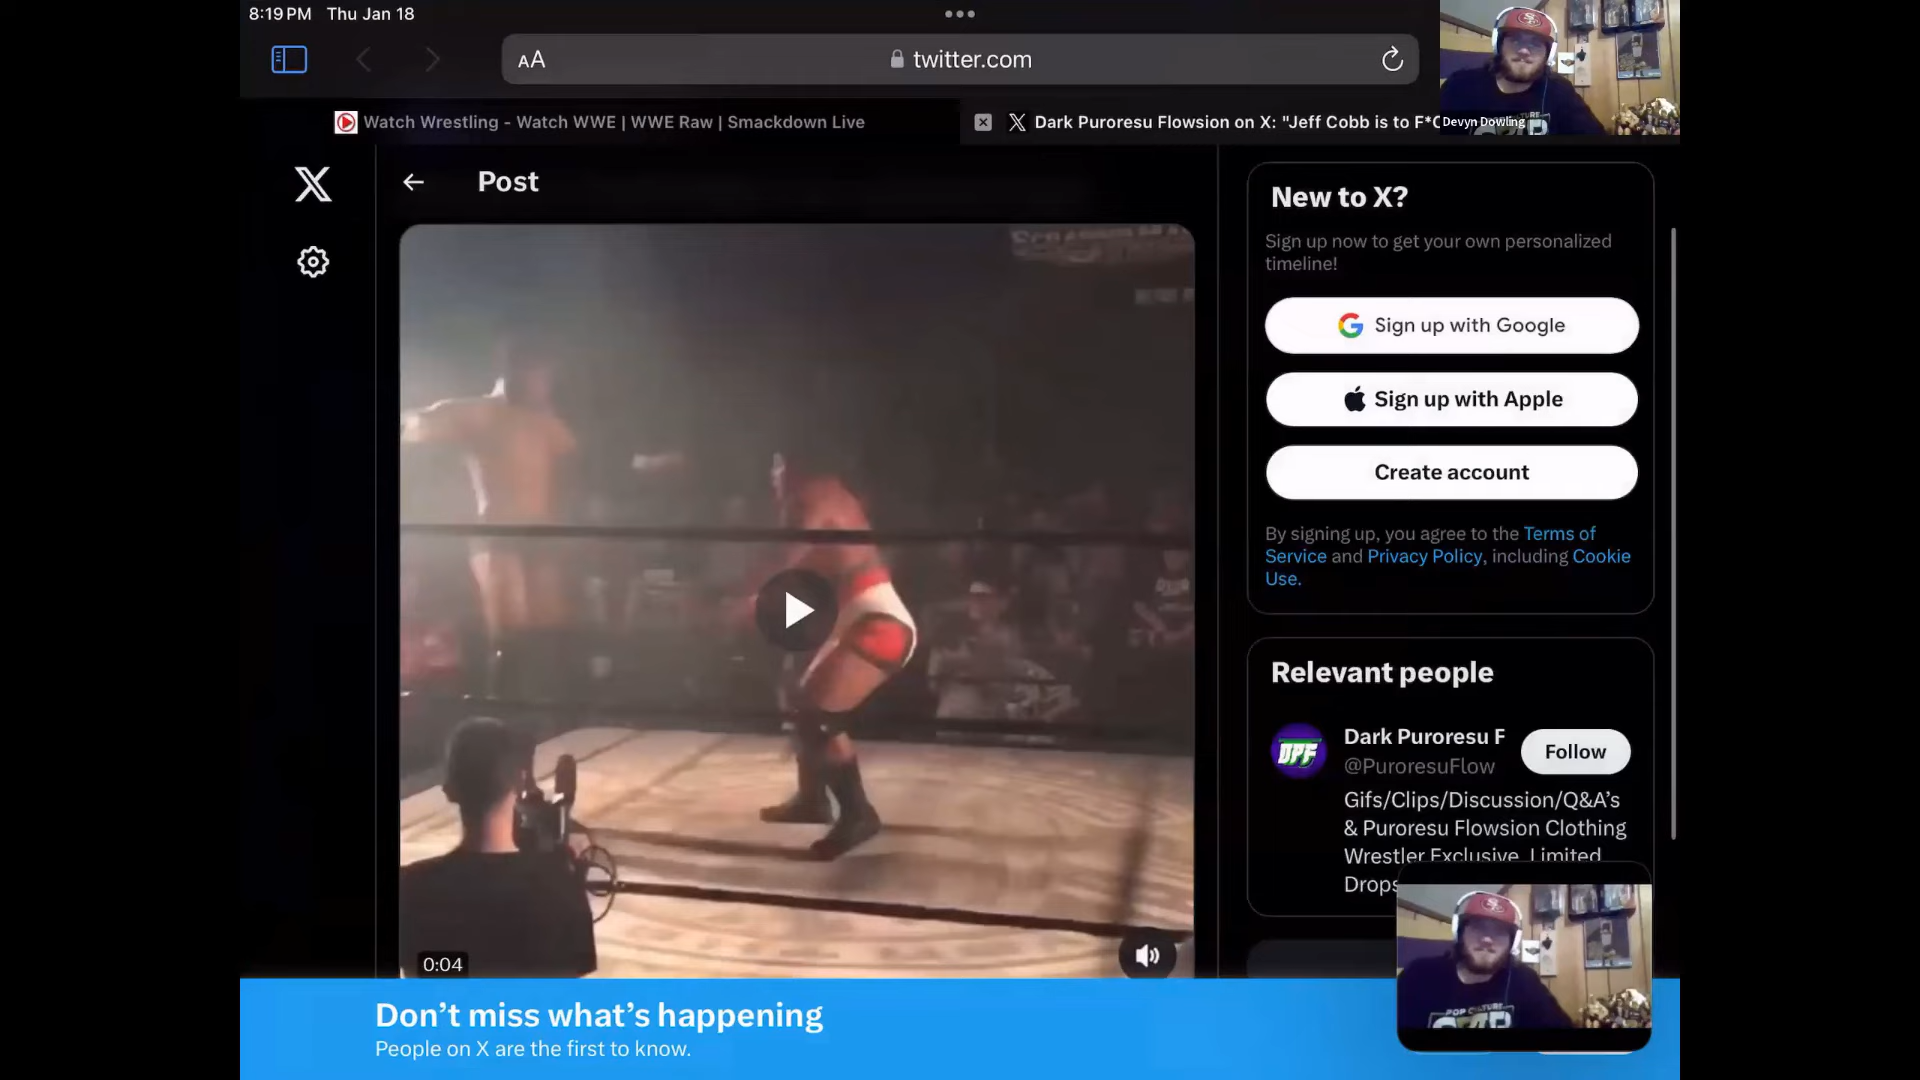 8:19 PM Thu Jan 18
AA
twitter.com
Watch Wrestling - Watch WWE | WWE Raw | Smackdown Live
Dark Puroresu Flowsion on X: "Jeff Cobb is to F*C
Devyn Dowling
Post
New to X?
Sign up now to get your own personalized
timeline!
Sign up with Google
Sign up with Apple
Create account
By signing up, you agree to the Terms of
Service and Privacy Policy, including Cookie
Use.
Relevant people
DPF
Dark Puroresu F
Follow
@PuroresuFlow
Gifs/Clips/Discussion/Q&A's
& Puroresu Flowsion Clothing
Wrestler Exclusive, Limited
Drops
POP CULTURE
0:04
Don't miss what's happening
People on X are the first to know.